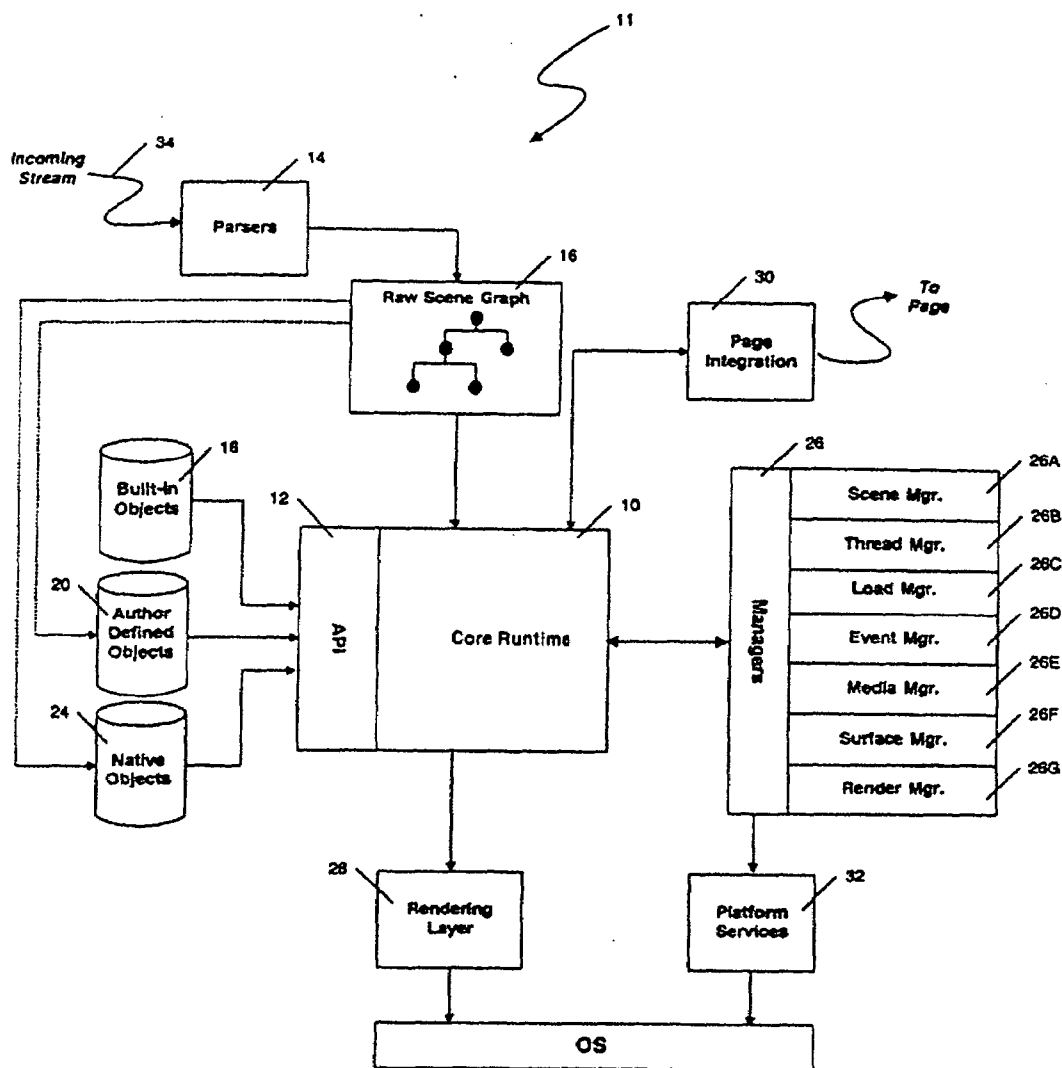 11
34
Incoming
Stream
14
Parsers
16
Raw Scene Graph
30
Page
Integration
To
Page
18
Built-in
Objects
12
10
API
Core Runtime
20
Author
Defined
Objects
24
Native
Objects
26
Managers
26A
Scene Mgr.
26B
Thread Mgr.
26C
Load Mgr.
26D
Event Mgr.
26E
Media Mgr.
26F
Surface Mgr.
26G
Render Mgr.
28
Rendering
Layer
32
Platform
Services
OS